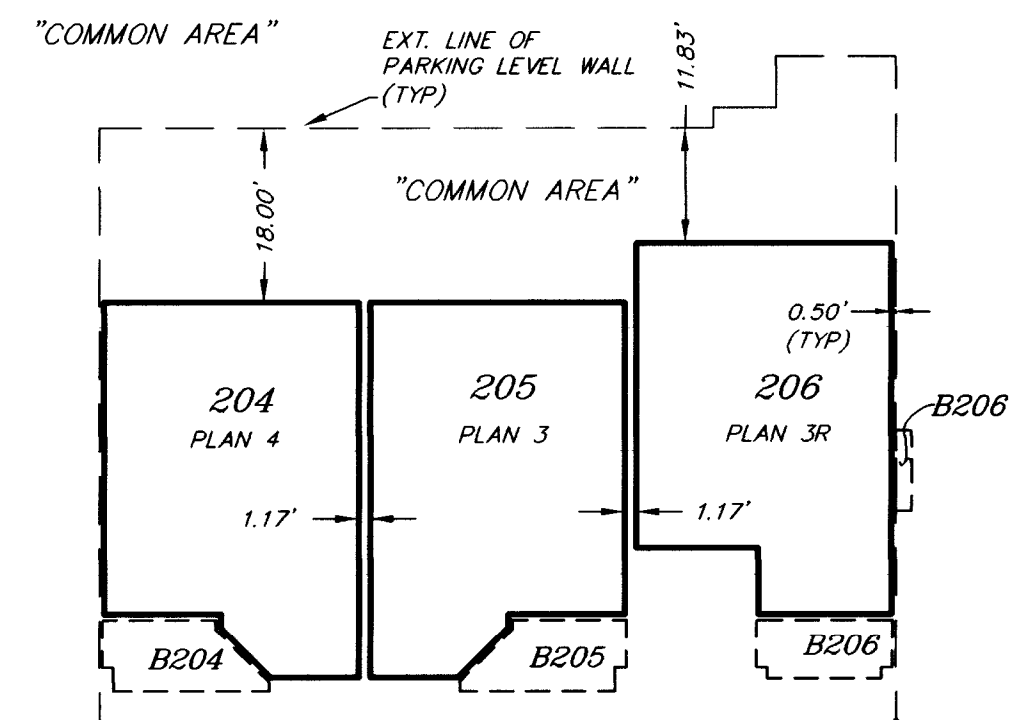 "COMMON AREA"
EXT. LINE OF
PARKING LEVEL WALL
(TYP)
11.83'
18.00'
"COMMON AREA"
0.50'
(TYP)
204
PLAN 4
205
PLAN 3
206
PLAN 3R
B206
1.17'
1.17'
B204
B205
B206